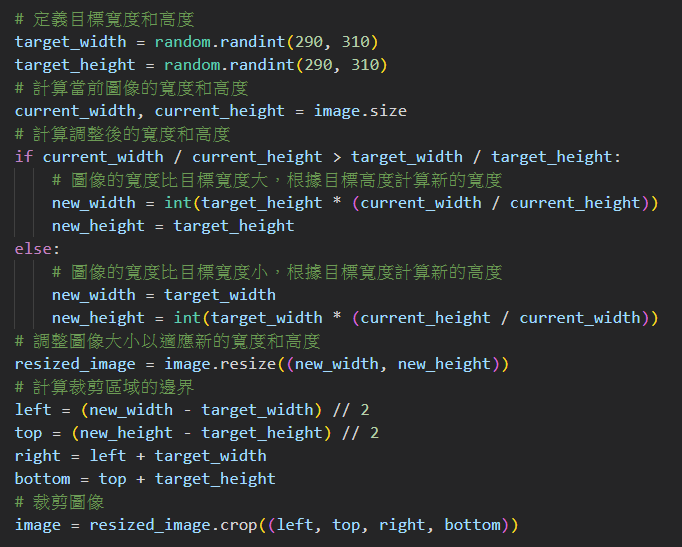 # 定義目標寬度和高度
target_width = random.randint(290, 310)
target_height = random.randint(290, 310)
# 計算當前圖像的寬度和高度
current_width, current_height = image.size
# 計算調整後的寬度和高度
if current_width / current_height > target_width / target_height:
    # 圖像的寬度比目標寬度大，根據目標高度計算新的寬度
    new_width = int(target_height * (current_width / current_height))
    new_height = target_height
else:
    # 圖像的寬度比目標寬度小，根據目標寬度計算新的高度
    new_width = target_width
    new_height = int(target_width * (current_height / current_width))
# 調整圖像大小以適應新的寬度和高度
resized_image = image.resize((new_width, new_height))
# 計算裁剪區域的邊界
left = (new_width - target_width) // 2
top = (new_height - target_height) // 2
right = left + target_width
bottom = top + target_height
# 裁剪圖像
image = resized_image.crop((left, top, right, bottom))